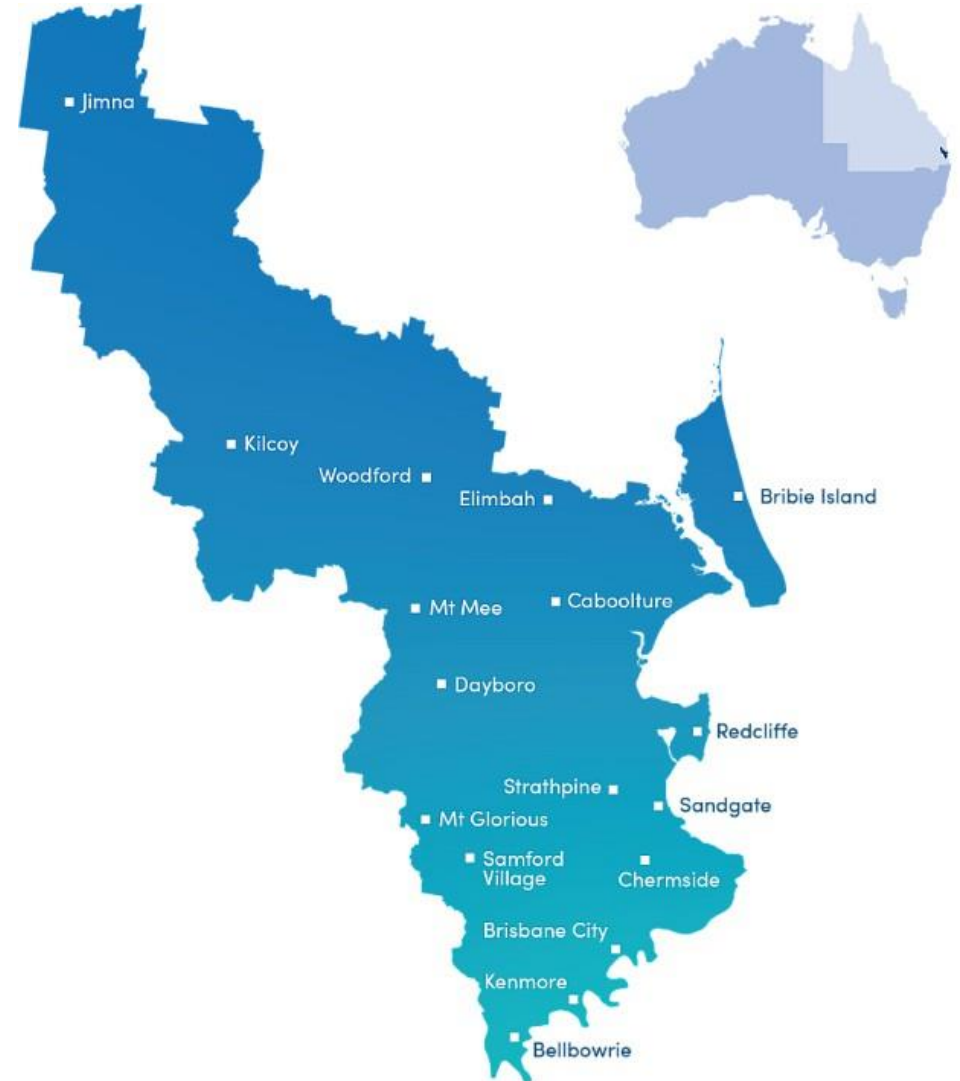 Jimna
Kilcoy
Woodford
Elimbah
Bribie Island
Mt Mee
Caboolture
Dayboro
Redcliffe
Strathpine
Sandgate
Mt Glorious
Samford
Village
Chermside
Brisbane City
Kenmore
Bellbowrie